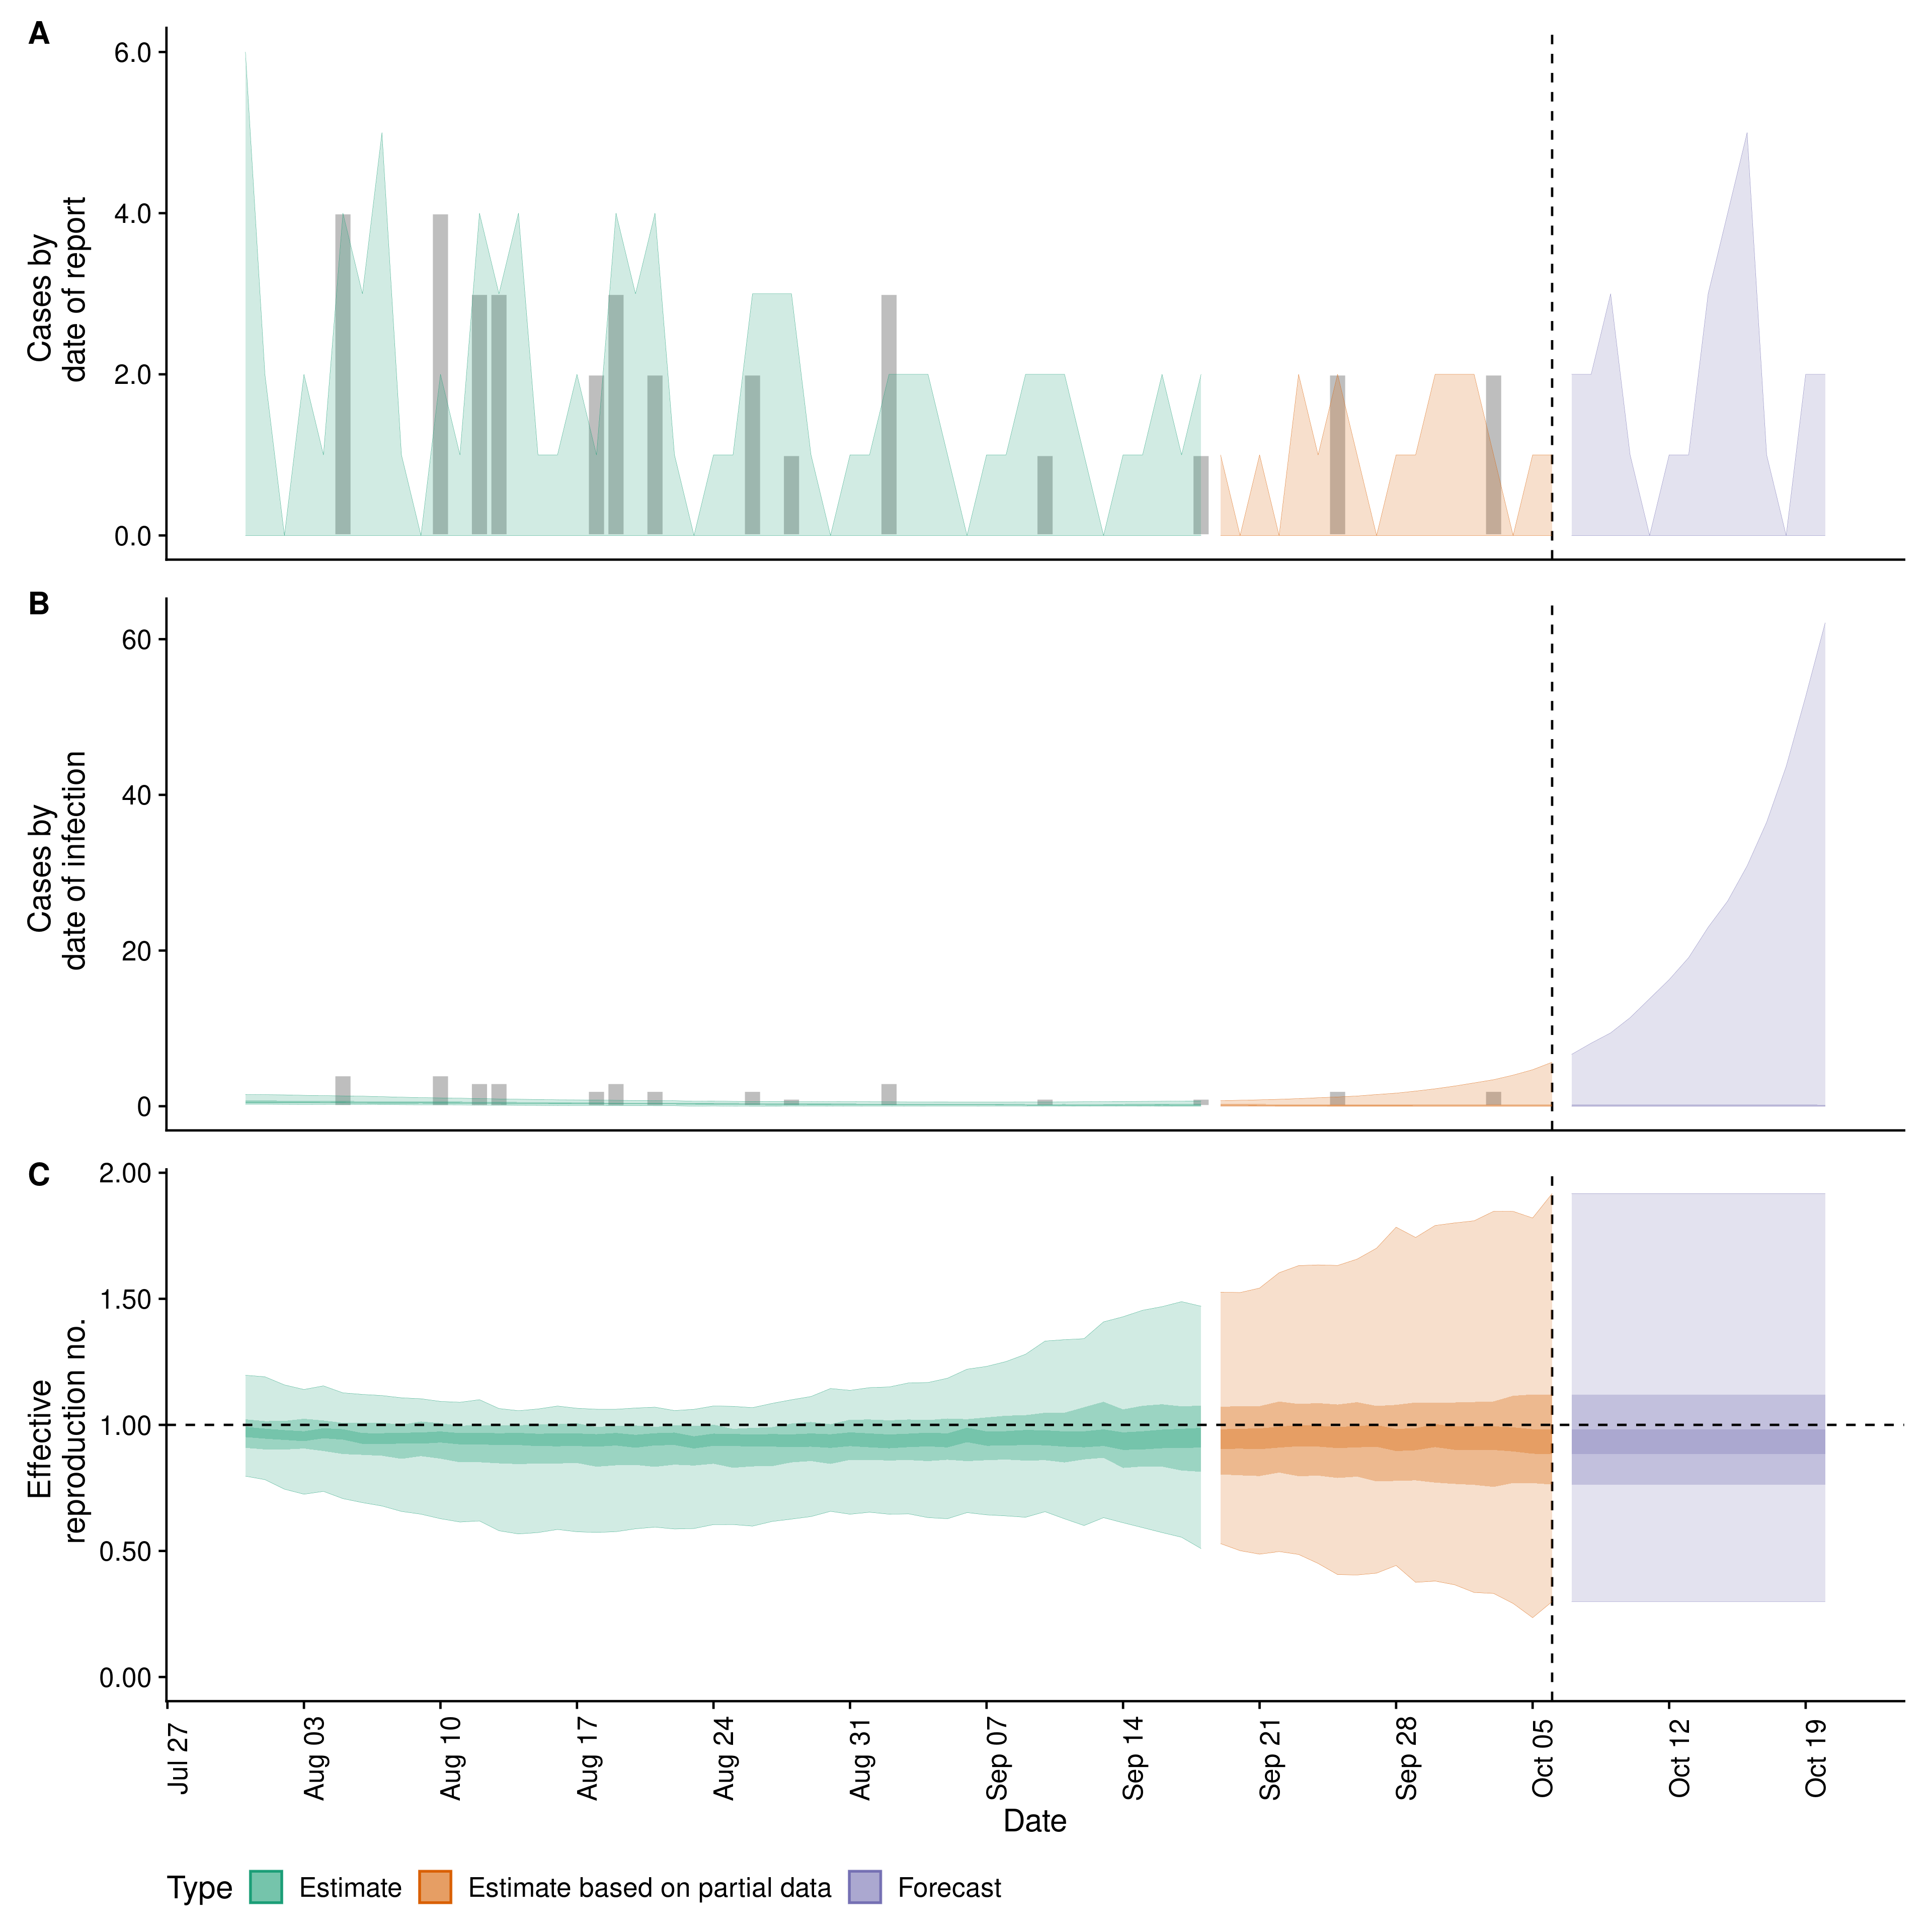 A
6.0
4.0
2.0
0.0
Cases by
date of report
B
60
40
20
0
Cases by
date of infection
C
2.00
1.50
1.00
0.50
0.00
Effective
reproduction no.
Jul 27
Aug 03
Aug 10
Aug 17
Aug 24
Aug 31
Sep 07
Sep 14
Sep 21
Sep 28
Oct 05
Oct 12
Oct 19
Date
Type Estimate Estimate based on partial data Forecast